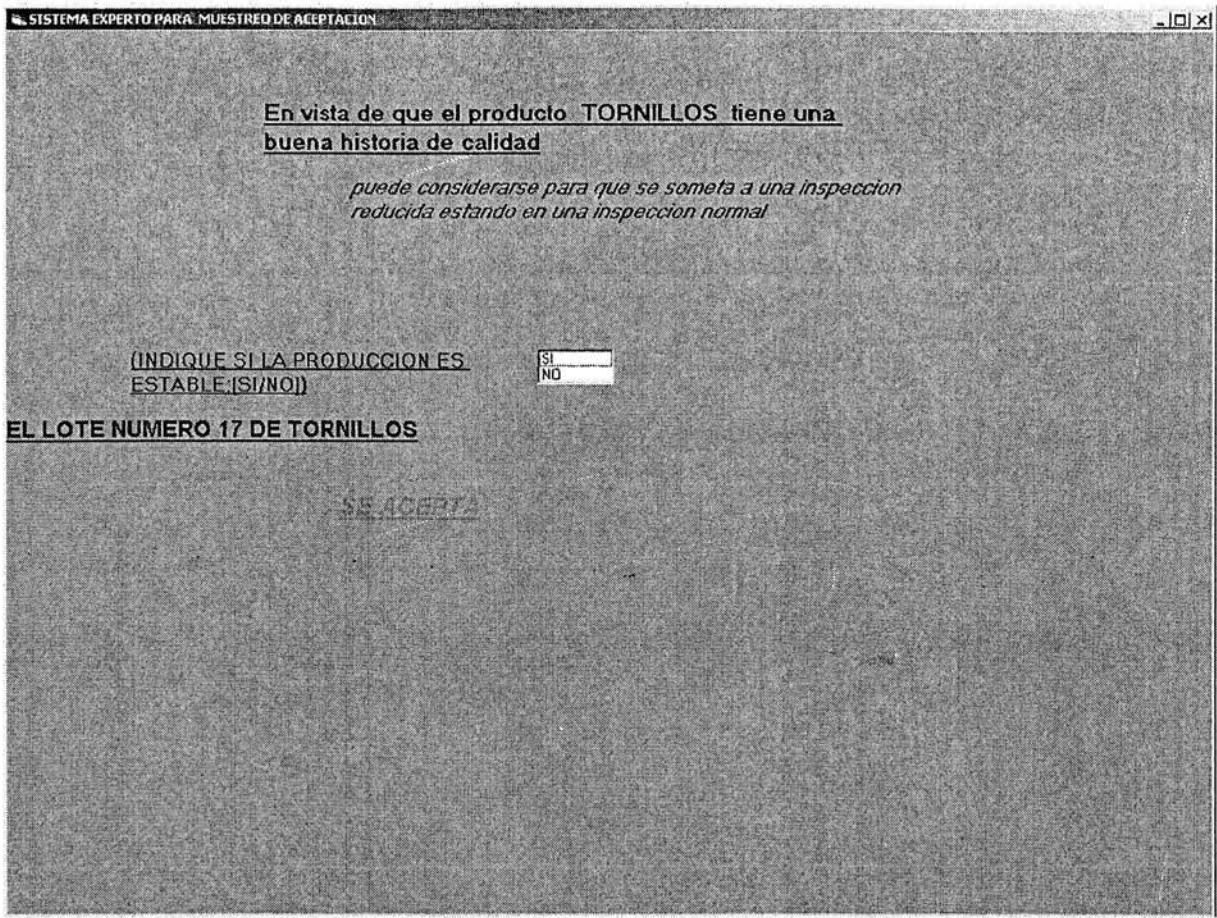 SISTEMA EXPERTO PARA MUESTREO DE ACEPTACION
En vista de que el producto TORNILLOS tiene una
buena historia de calidad
puede considerarse para que se someta a una inspeccion
reducida estando en una inspeccion normal
(INDIQUE SI LA PRODUCCION ES
ESTABLE:[SI/NO])
SI
NO
EL LOTE NUMERO 17 DE TORNILLOS
SE ACEPTA